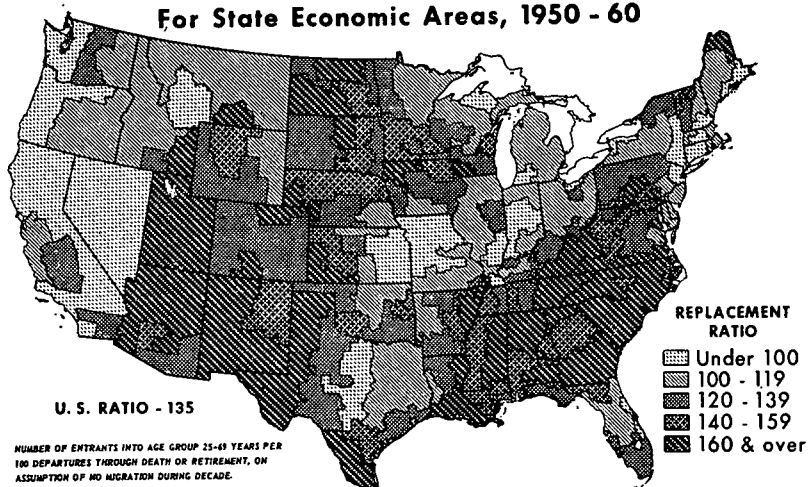 For State Economic Areas, 1950 - 60
REPLACEMENT
RATIO
Under 100
100 - 119
120 - 139
140 - 159
160 & over
U. S. RATIO - 135
NUMBER OF ENTRANTS INTO AGE GROUP 25-69 YEARS PER
100 DEPARTURES THROUGH DEATH OR RETIREMENT, ON
ASSUMPTION OF NO MIGRATION DURING DECADE.